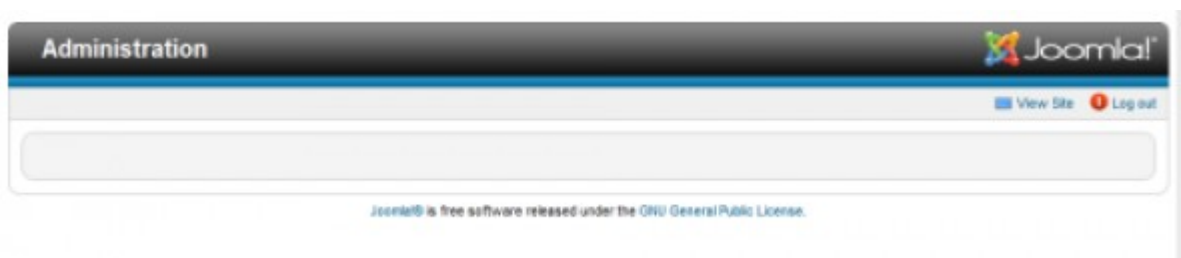 Administration
Joomla!
View Site Log out
Joomla!® is free software released under the GNU General Public License.